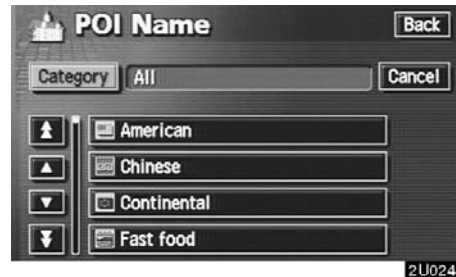 POI Name
Back
Category
All
Cancel
American
Chinese
Continental
Fast food
2U024